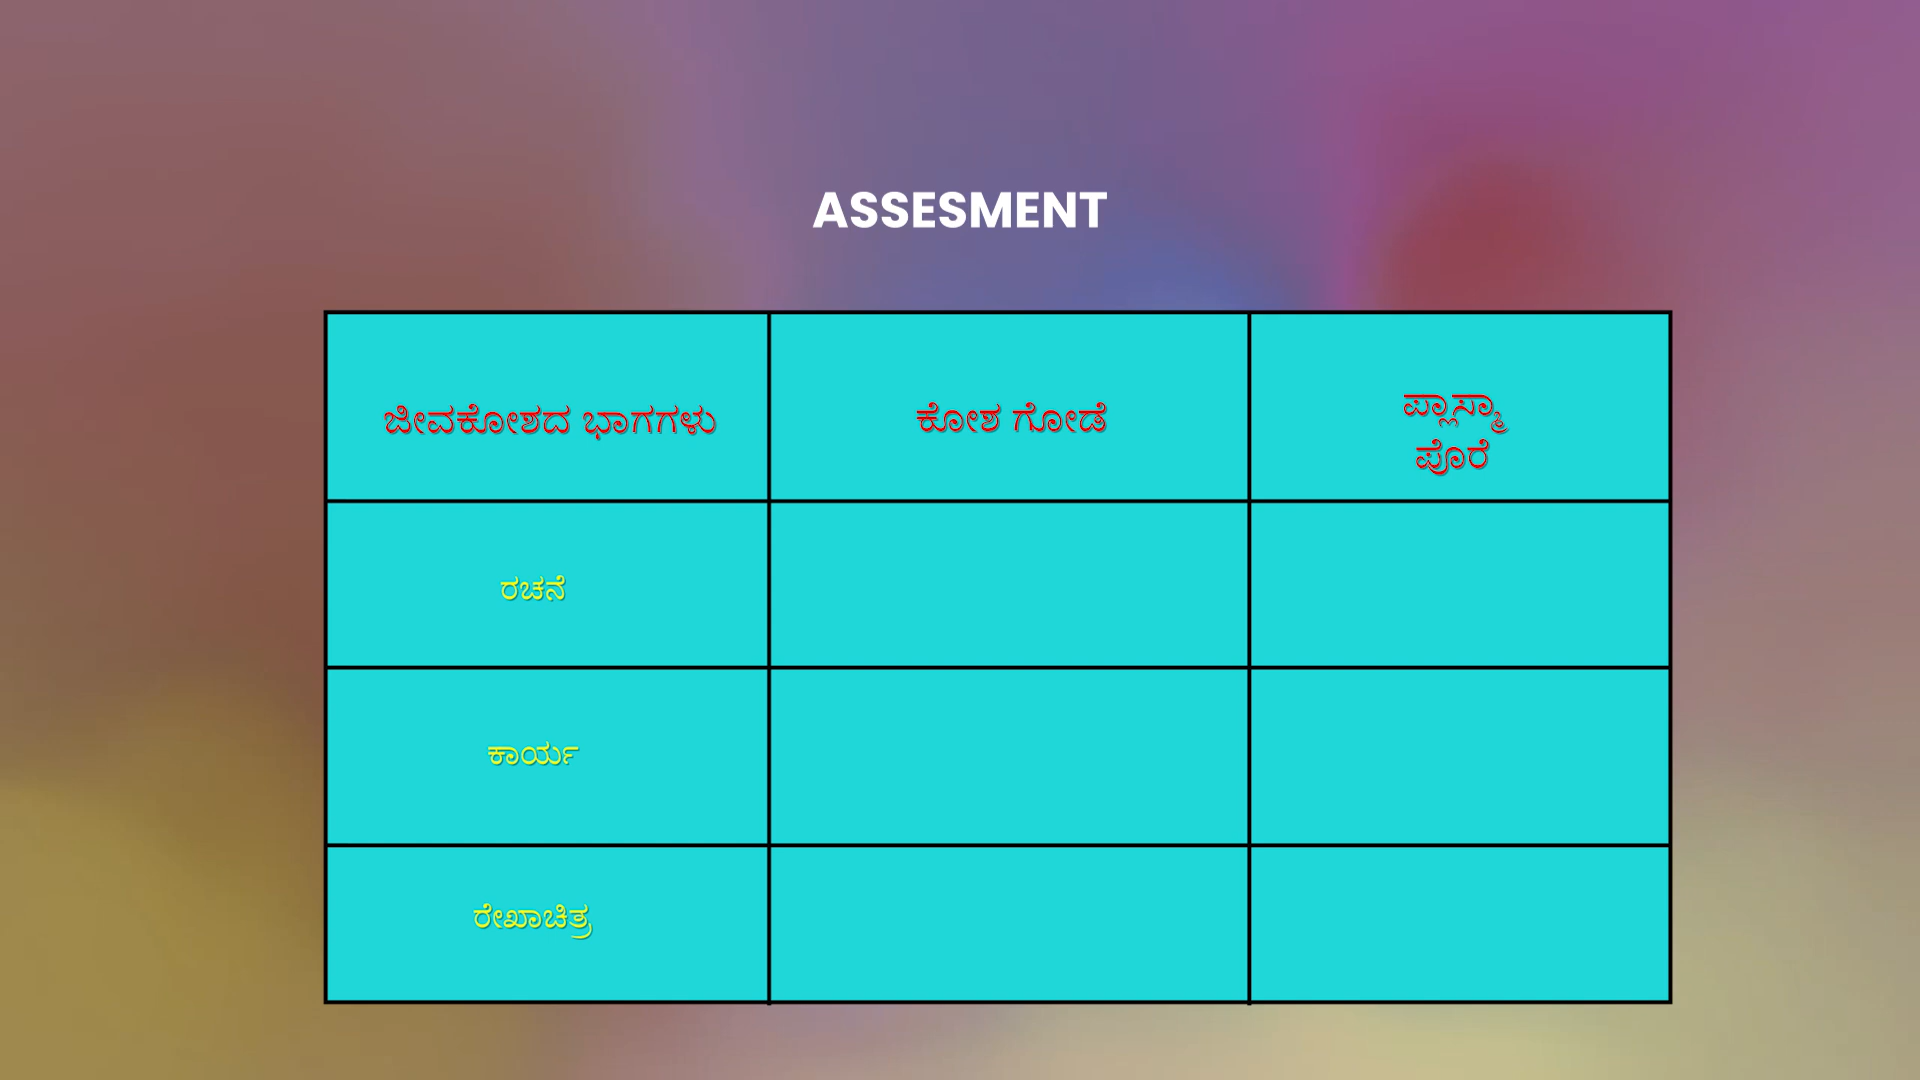 ASSESMENT
ಜೀವಕೋಶದ ಭಾಗಗಳು
ಕೋಶ ಗೋಡೆ
ಪ್ಲಾಸ್ಮಾ
ಪೊರೆ
ರಚನೆ
ಕಾರ್ಯ
ರೇಖಾಚಿತ್ರ